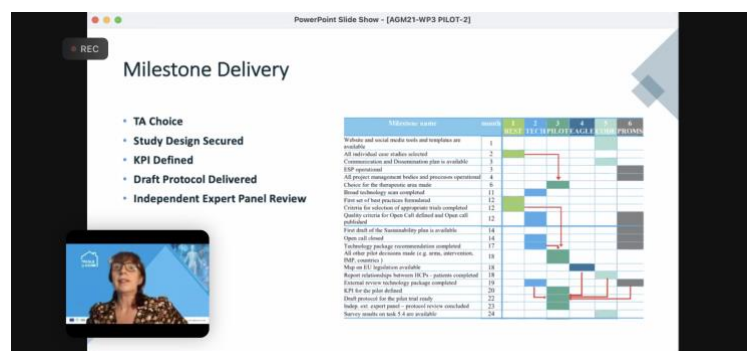 PowerPoint Slide Show - [AGM21-WP3 PILOT-2]
REC
Milestone Delivery
• TA Choice
• Study Design Secured
• KPI Defined
• Draft Protocol Delivered
• Independent Expert Panel Review
Milestone name month 1 2 3 4 5 6
BEST TECH PILOT EAGLE CODE PROMS
Website and social media tools and templates are
available 1
All individual case studies selected 2
Communication and Dissemination plan is available 3
ESP operational 3
All project management bodies and processes operational 4
Choice for the therapeutic area made 6
Broad technology scan completed 11
First set of best practices formulated 12
Criteria for selection of appropriate trials completed 12
Quality criteria for Open Call defined and Open call
published 12
First draft of the Sustainability plan is available 14
Open call closed 14
Technology package recommendation completed 17
All other pilot decisions made (e.g. arms, intervention,
IMP, countries ) 18
Map on EU legislation available 18
Report relationships between HCPs - patients completed 18
External review technology package completed 19
KPI for the pilot defined 20
Draft protocol for the pilot trial ready 22
Indep. ext. expert panel – protocol review concluded 23
Survey results on task 5.4 are available 24